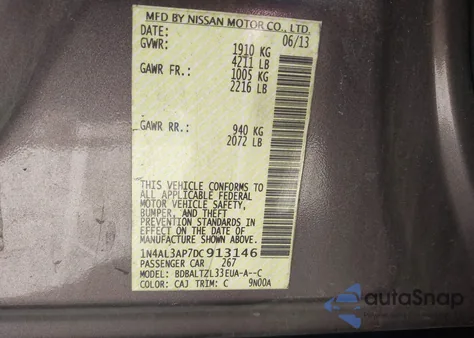 MFD BY NISSAN MOTOR CO., LTD.
DATE: 06/13
GVWR: 1910 KG
4211 LB
GAWR FR.: 1005 KG
2216 LB
GAWR RR.: 940 KG
2072 LB
THIS VEHICLE CONFORMS TO
ALL APPLICABLE FEDERAL
MOTOR VEHICLE SAFETY,
BUMPER, AND THEFT
PREVENTION STANDARDS IN
EFFECT ON THE DATE OF
MANUFACTURE SHOWN ABOVE.
1N4AL3AP7DC913146
PASSENGER CAR 267
MODEL: BDBALTZL33EUA-A--C
COLOR: CAJ TRIM: C 9N00A
autoSnap